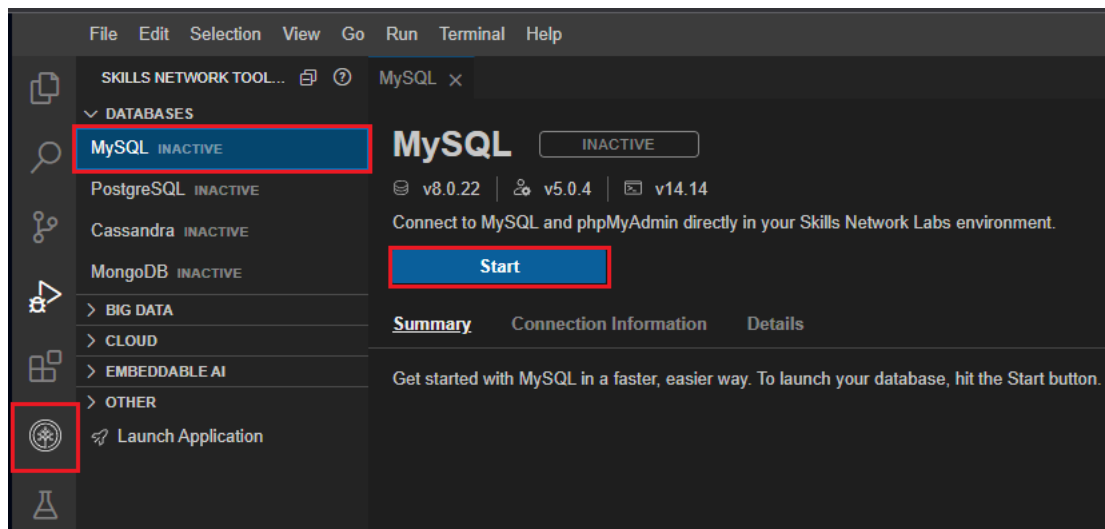 File Edit Selection View Go Run Terminal Help
SKILLS NETWORK TOOL...
DATABASES
MySQL INACTIVE
PostgreSQL INACTIVE
Cassandra INACTIVE
MongoDB INACTIVE
BIG DATA
CLOUD
EMBEDDABLE AI
OTHER
Launch Application
MySQL
MySQL INACTIVE
v8.0.22 v5.0.4 v14.14
Connect to MySQL and phpMyAdmin directly in your Skills Network Labs environment.
Start
Summary Connection Information Details
Get started with MySQL in a faster, easier way. To launch your database, hit the Start button.